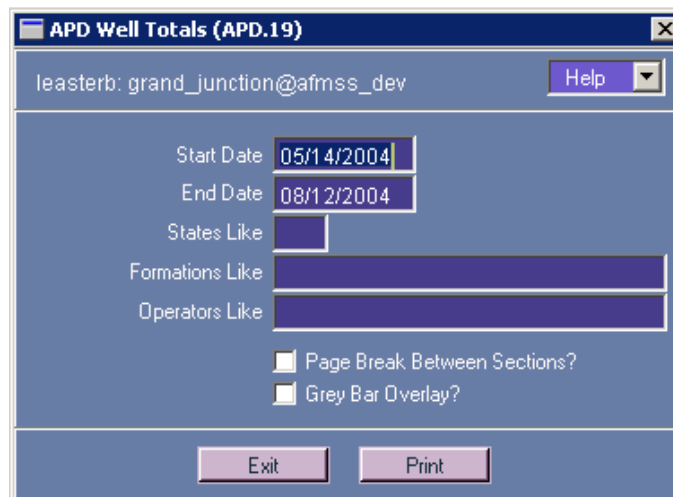 APD Well Totals (APD.19)
leasterb: grand_junction@afmss_dev
Help
Start Date 05/14/2004
End Date 08/12/2004
States Like
Formations Like
Operators Like
Page Break Between Sections?
Grey Bar Overlay?
Exit Print